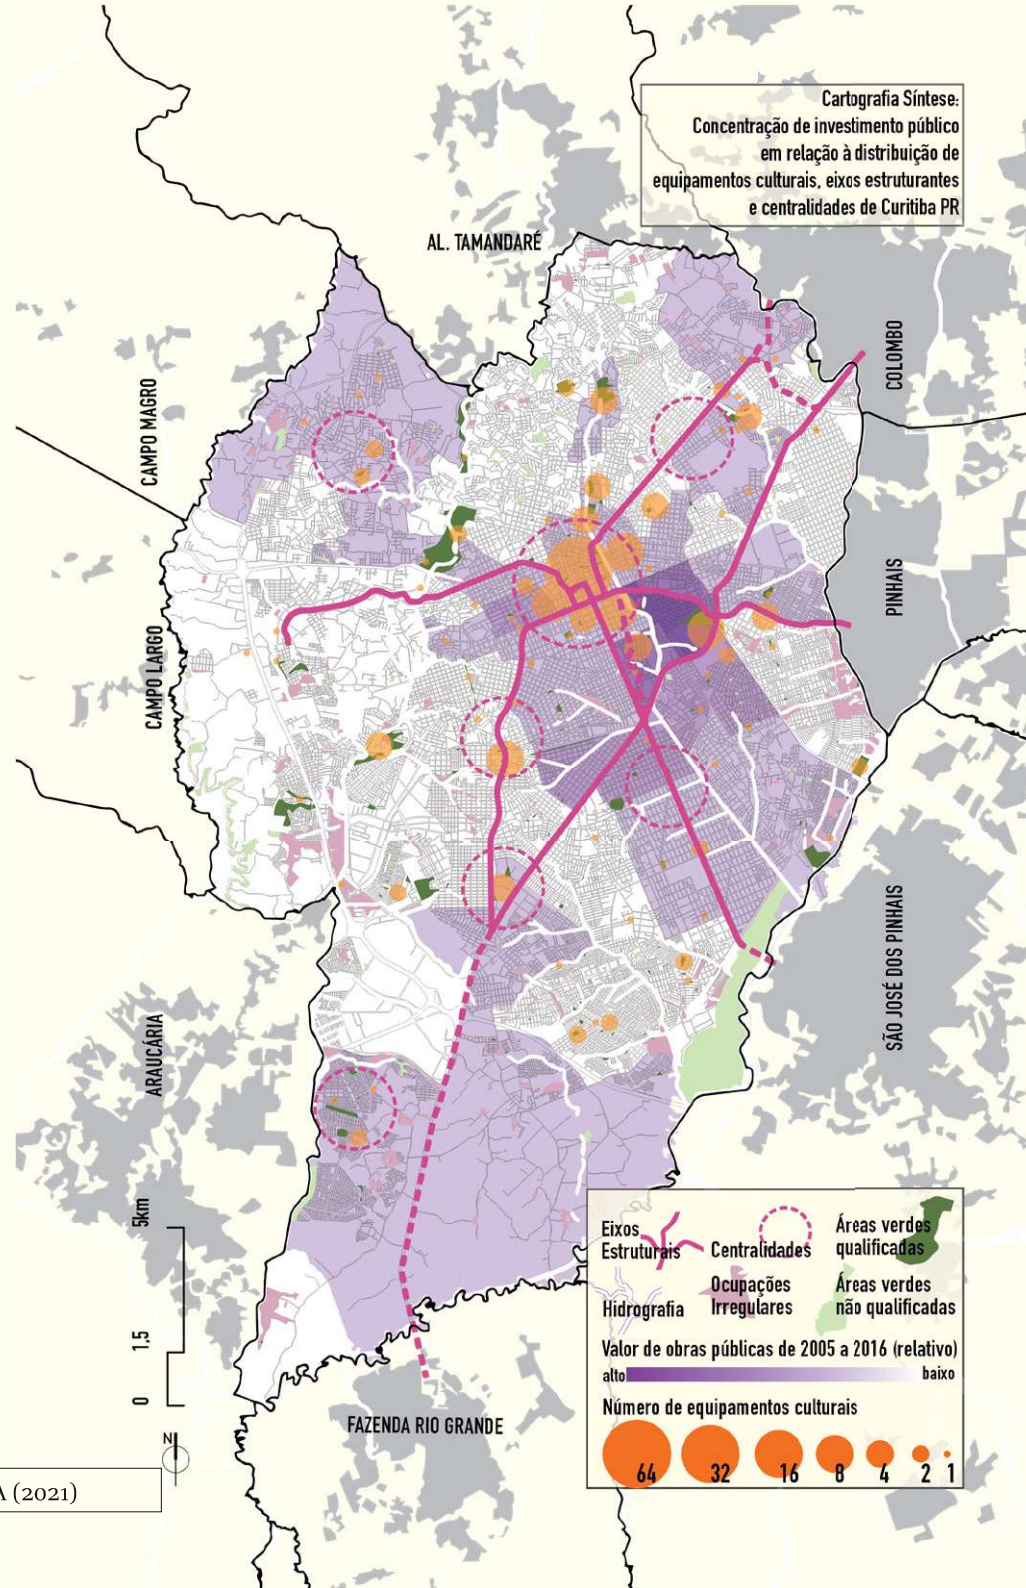 Cartografia Síntese:
Concentração de investimento público
em relação à distribuição de
equipamentos culturais, eixos estruturantes
e centralidades de Curitiba PR
AL. TAMANDARÉ
COLOMBO
CAMPO MAGRO
PINHAIS
CAMPO LARGO
SÃO JOSÉ DOS PINHAIS
ARAUCÁRIA
FAZENDA RIO GRANDE
5km
1,5
0
N
Eixos
Estruturais
Centralidades
Áreas verdes
qualificadas
Hidrografia
Ocupações
Irregulares
Áreas verdes
não qualificadas
Valor de obras públicas de 2005 a 2016 (relativo)
alto baixo
Número de equipamentos culturais
64 32 16 8 4 2 1
A (2021)